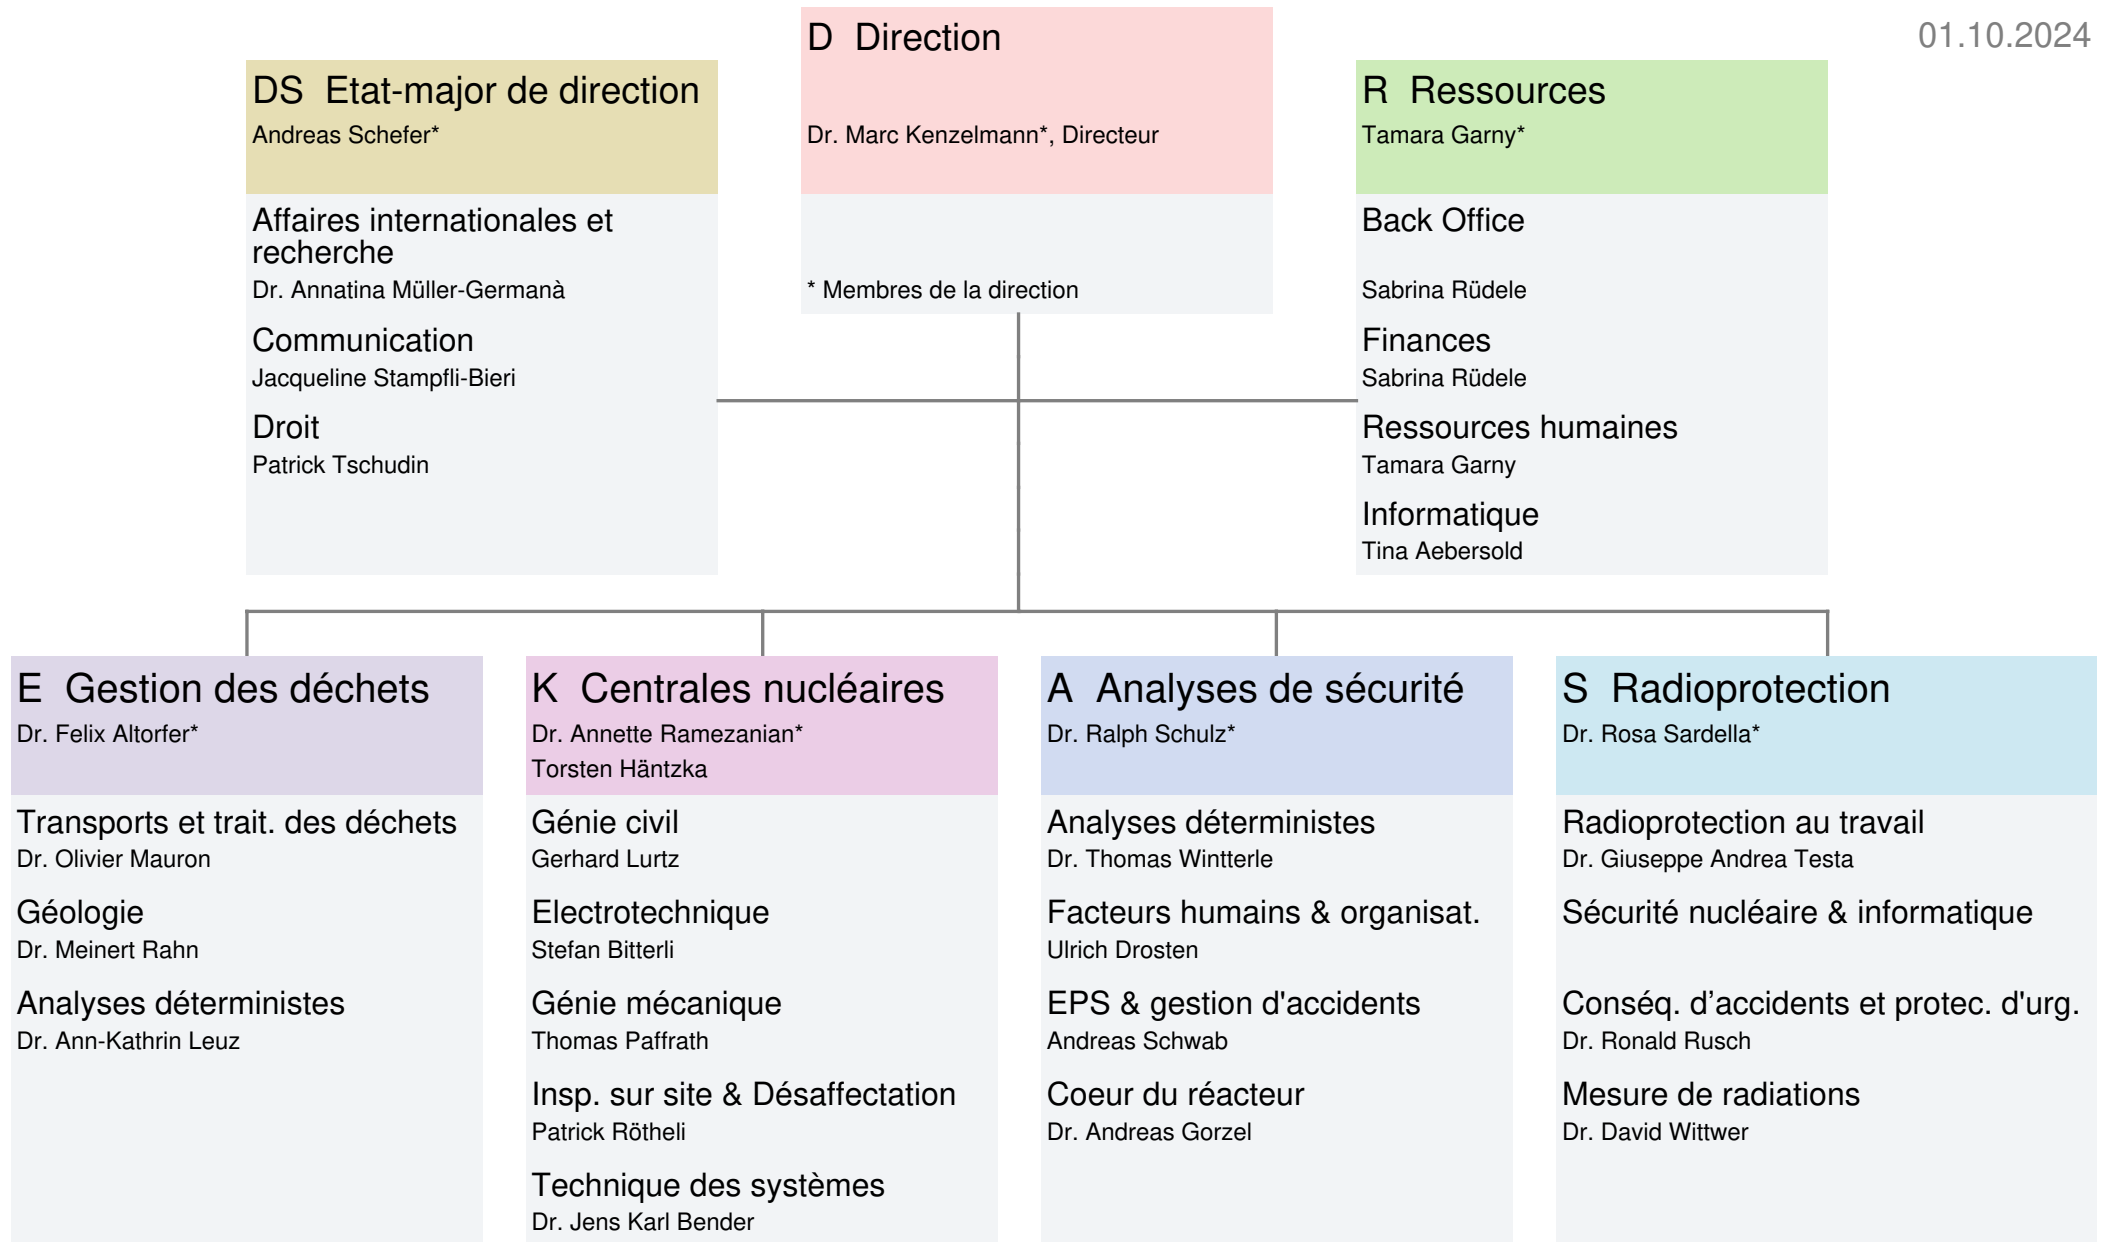 01.10.2024
D Direction
Dr. Marc Kenzelmann*, Directeur
* Membres de la direction
DS Etat-major de direction
Andreas Schefer*
Affaires internationales et
recherche
Dr. Annatina Müller-Germanà
Communication
Jacqueline Stampfli-Bieri
Droit
Patrick Tschudin
R Ressources
Tamara Garny*
Back Office
Sabrina Rüdele
Finances
Sabrina Rüdele
Ressources humaines
Tamara Garny
Informatique
Tina Aebersold
E Gestion des déchets
Dr. Felix Altorfer*
Transports et trait. des déchets
Dr. Olivier Mauron
Géologie
Dr. Meinert Rahn
Analyses déterministes
Dr. Ann-Kathrin Leuz
K Centrales nucléaires
Dr. Annette Ramezanian*
Torsten Häntzka
Génie civil
Gerhard Lurtz
Electrotechnique
Stefan Bitterli
Génie mécanique
Thomas Paffrath
Insp. sur site & Désaffectation
Patrick Rötheli
Technique des systèmes
Dr. Jens Karl Bender
A Analyses de sécurité
Dr. Ralph Schulz*
Analyses déterministes
Dr. Thomas Wintterle
Facteurs humains & organisat.
Ulrich Drosten
EPS & gestion d'accidents
Andreas Schwab
Coeur du réacteur
Dr. Andreas Gorzel
S Radioprotection
Dr. Rosa Sardella*
Radioprotection au travail
Dr. Giuseppe Andrea Testa
Sécurité nucléaire & informatique
Conséq. d’accidents et protec. d'urg.
Dr. Ronald Rusch
Mesure de radiations
Dr. David Wittwer